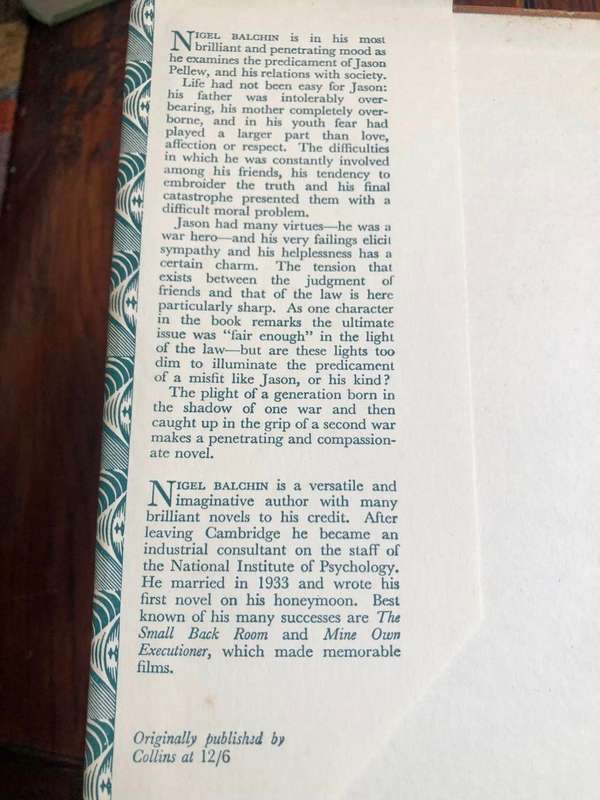 NIGEL BALCHIN is in his most
brilliant and penetrating mood as
he examines the predicament of Jason
Pellew, and his relations with society.
Life had not been easy for Jason:
his father was intolerably over-
bearing, his mother completely over-
borne, and in his youth fear had
played a larger part than love,
affection or respect. The difficulties
in which he was constantly involved
among his friends, his tendency to
embroider the truth and his final
catastrophe presented them with a
difficult moral problem.
Jason had many virtues—he was a
war hero—and his very failings elicit
sympathy and his helplessness has a
certain charm. The tension that
exists between the judgment of
friends and that of the law is here
particularly sharp. As one character
in the book remarks the ultimate
issue was "fair enough" in the light
of the law—but are these lights too
dim to illuminate the predicament
of a misfit like Jason, or his kind?
The plight of a generation born in
the shadow of one war and then
caught up in the grip of a second war
makes a penetrating and compassion-
ate novel.
NIGEL BALCHIN is a versatile and
imaginative author with many
brilliant novels to his credit. After
leaving Cambridge he became an
industrial consultant on the staff of
the National Institute of Psychology.
He married in 1933 and wrote his
first novel on his honeymoon. Best
known of his many successes are The
Small Back Room and Mine Own
Executioner, which made memorable
films.
Originally published by
Collins at 12/6